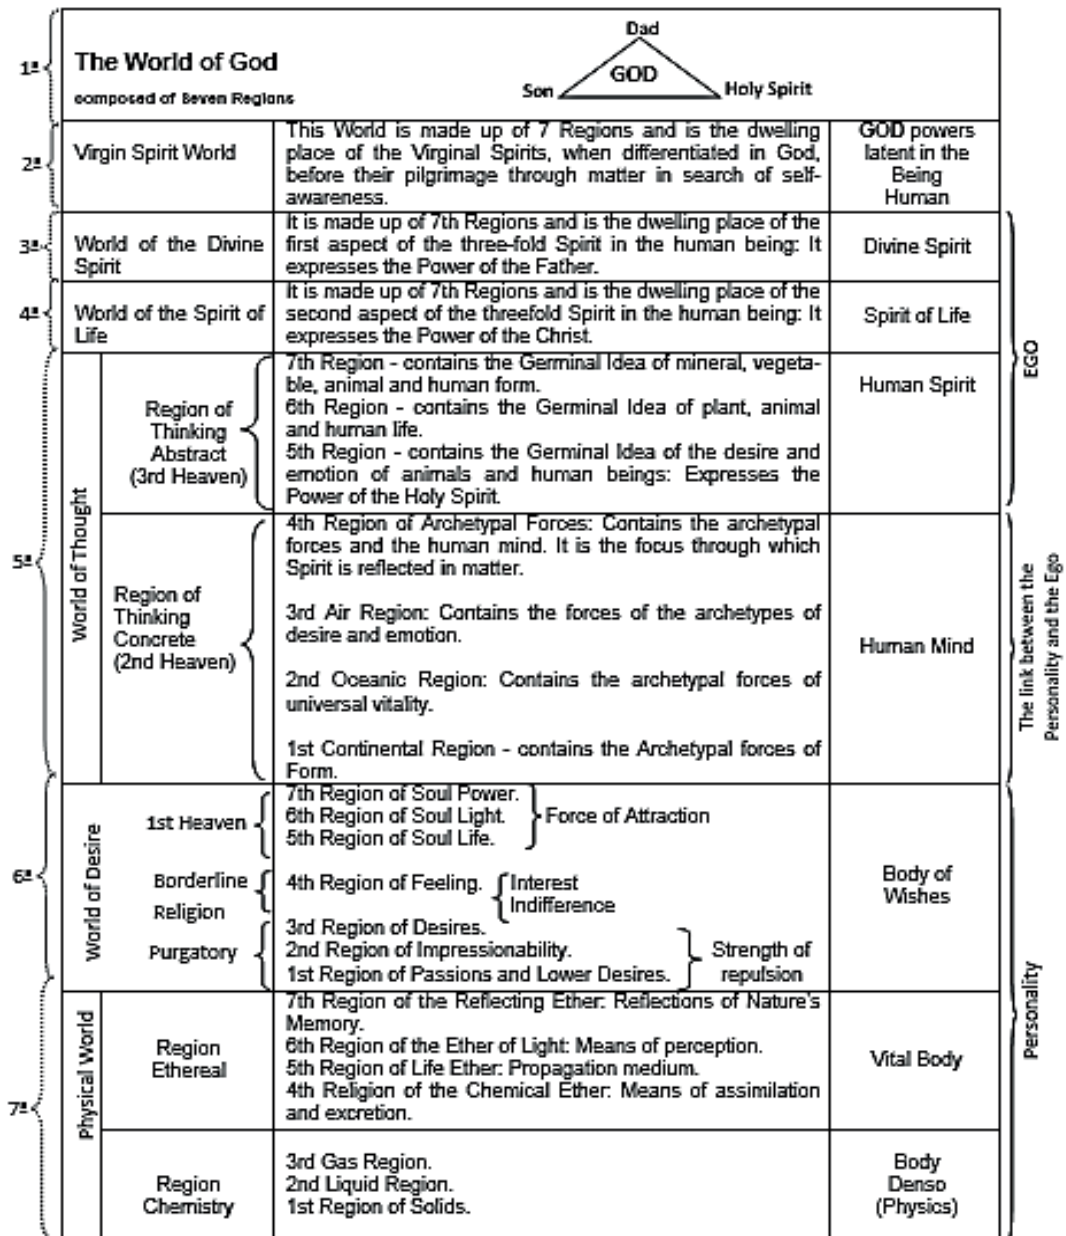 1ª
The World of God
composed of Seven Regions
Dad
GOD
Son
Holy Spirit
2ª
Virgin Spirit World
This World is made up of 7 Regions and is the dwelling
place of the Virginal Spirits, when differentiated in God,
before their pilgrimage through matter in search of self-
awareness.
GOD powers
latent in the
Being
Human
3ª
World of the Divine
Spirit
It is made up of 7th Regions and is the dwelling place of the
first aspect of the three-fold Spirit in the human being: It
expresses the Power of the Father.
Divine Spirit
4ª
World of the Spirit of
Life
It is made up of 7th Regions and is the dwelling place of the
second aspect of the threefold Spirit in the human being: It
expresses the Power of the Christ.
Spirit of Life
EGO
5ª
World of Thought
Region of
Thinking
Abstract
(3rd Heaven)
7th Region - contains the Germinal Idea of mineral, vegeta-
ble, animal and human form.
6th Region - contains the Germinal Idea of plant, animal
and human life.
5th Region - contains the Germinal Idea of the desire and
emotion of animals and human beings: Expresses the
Power of the Holy Spirit.
Human Spirit
Region of
Thinking
Concrete
(2nd Heaven)
4th Region of Archetypal Forces: Contains the archetypal
forces and the human mind. It is the focus through which
Spirit is reflected in matter.
3rd Air Region: Contains the forces of the archetypes of
desire and emotion.
2nd Oceanic Region: Contains the archetypal forces of
universal vitality.
1st Continental Region - contains the Archetypal forces of
Form.
Human Mind
The link between the
Personality and the Ego
6ª
World of Desire
1st Heaven
7th Region of Soul Power.
6th Region of Soul Light.
5th Region of Soul Life.
Force of Attraction
Borderline
Religion
4th Region of Feeling.
Interest
Indifference
Purgatory
3rd Region of Desires.
2nd Region of Impressionability.
1st Region of Passions and Lower Desires.
Strength of
repulsion
Body of
Wishes
Personality
7ª
Physical World
Region
Ethereal
7th Region of the Reflecting Ether: Reflections of Nature's
Memory.
6th Region of the Ether of Light: Means of perception.
5th Region of Life Ether: Propagation medium.
4th Religion of the Chemical Ether: Means of assimilation
and excretion.
Vital Body
Region
Chemistry
3rd Gas Region.
2nd Liquid Region.
1st Region of Solids.
Body
Denso
(Physics)